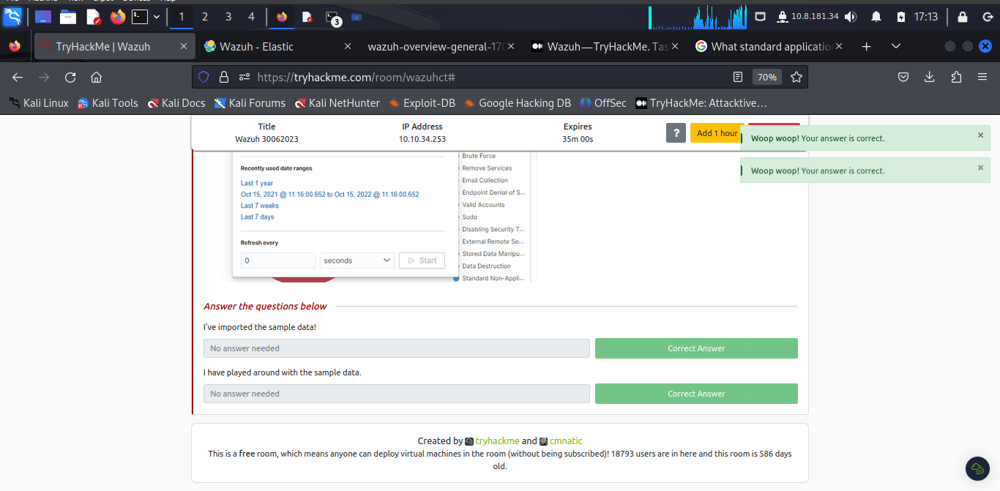 Machine View Input Devices Help
1 2 3 4 3 10.8.181.34 17:13
TryHackMe | Wazuh
Wazuh - Elastic
wazuh-overview-general-170
Wazuh — TryHackMe. Tas
What standard applicatio
https://tryhackme.com/room/wazuhct#
70%
Kali Linux Kali Tools Kali Docs Kali Forums Kali NetHunter Exploit-DB Google Hacking DB OffSec TryHackMe: Attacktive…
Title
Wazuh 30062023
IP Address
10.10.34.253
Expires
35m 00s
?
Add 1 hour
Woop woop! Your answer is correct.
Woop woop! Your answer is correct.
Recently used date ranges
Last 1 year
Oct 15, 2021 @ 11:16:00.652 to Oct 15, 2022 @ 11:16:00.652
Last 7 weeks
Last 7 days
Refresh every
0
seconds
Start
Brute Force
Remove Services
Email Collection
Endpoint Denial of S...
Valid Accounts
Sudo
Disabling Security T...
External Remote Se...
Stored Data Manipu...
Data Destruction
Standard Non-Appli...
Answer the questions below
I've imported the sample data!
No answer needed
Correct Answer
I have played around with the sample data.
No answer needed
Correct Answer
Created by tryhackme and cmnatic
This is a free room, which means anyone can deploy virtual machines in the room (without being subscribed)! 18793 users are in here and this room is 586 days
old.